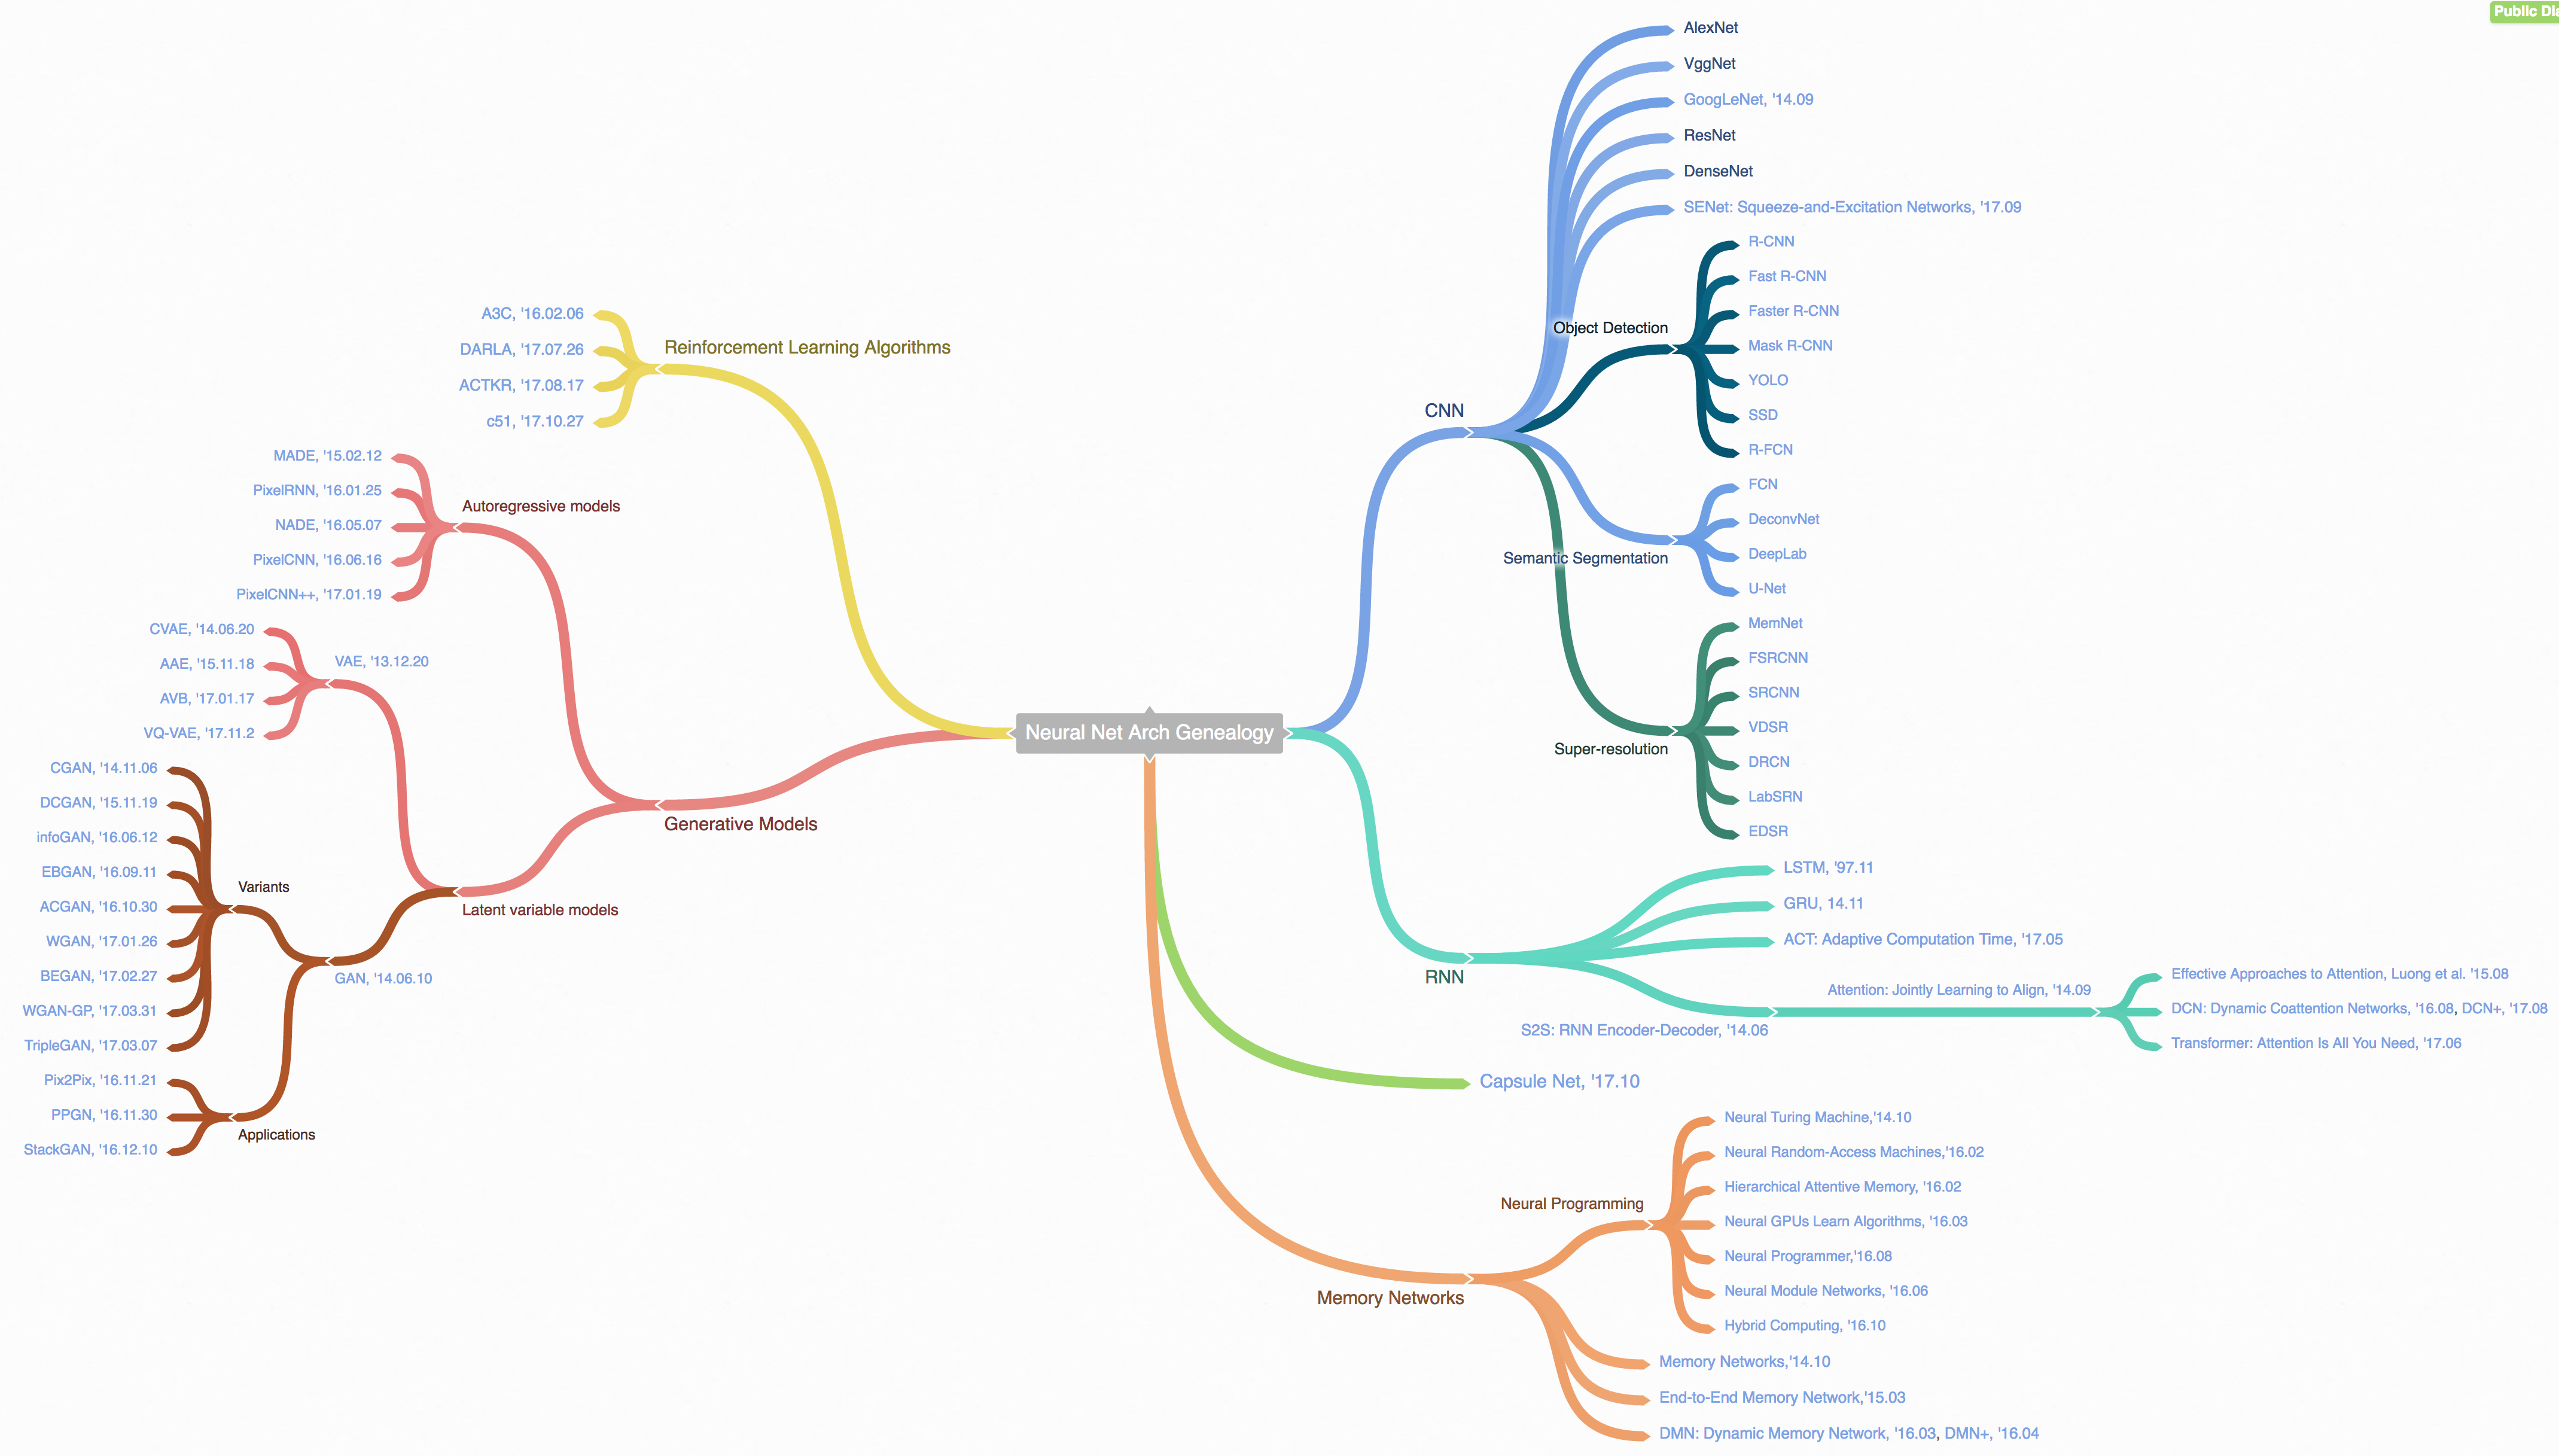 Public Dia
AlexNet
VggNet
GoogLeNet, '14.09
ResNet
DenseNet
SENet: Squeeze-and-Excitation Networks, '17.09
R-CNN
Fast R-CNN
Faster R-CNN
Object Detection
Mask R-CNN
YOLO
SSD
R-FCN
CNN
FCN
DeconvNet
Semantic Segmentation
DeepLab
U-Net
MemNet
FSRCNN
SRCNN
VDSR
Super-resolution
DRCN
LabSRN
EDSR
A3C, '16.02.06
DARLA, '17.07.26
ACTKR, '17.08.17
c51, '17.10.27
Reinforcement Learning Algorithms
MADE, '15.02.12
PixelRNN, '16.01.25
NADE, '16.05.07
PixelCNN, '16.06.16
PixelCNN++, '17.01.19
Autoregressive models
CVAE, '14.06.20
AAE, '15.11.18
AVB, '17.01.17
VQ-VAE, '17.11.2
VAE, '13.12.20
Neural Net Arch Genealogy
Generative Models
Latent variable models
CGAN, '14.11.06
DCGAN, '15.11.19
infoGAN, '16.06.12
EBGAN, '16.09.11
ACGAN, '16.10.30
WGAN, '17.01.26
BEGAN, '17.02.27
WGAN-GP, '17.03.31
TripleGAN, '17.03.07
Variants
GAN, '14.06.10
Pix2Pix, '16.11.21
PPGN, '16.11.30
StackGAN, '16.12.10
Applications
LSTM, '97.11
GRU, 14.11
ACT: Adaptive Computation Time, '17.05
RNN
S2S: RNN Encoder-Decoder, '14.06
Attention: Jointly Learning to Align, '14.09
Effective Approaches to Attention, Luong et al. '15.08
DCN: Dynamic Coattention Networks, '16.08, DCN+, '17.08
Transformer: Attention Is All You Need, '17.06
Capsule Net, '17.10
Neural Turing Machine,'14.10
Neural Random-Access Machines,'16.02
Hierarchical Attentive Memory, '16.02
Neural Programming
Neural GPUs Learn Algorithms, '16.03
Neural Programmer,'16.08
Neural Module Networks, '16.06
Hybrid Computing, '16.10
Memory Networks
Memory Networks,'14.10
End-to-End Memory Network,'15.03
DMN: Dynamic Memory Network, '16.03, DMN+, '16.04